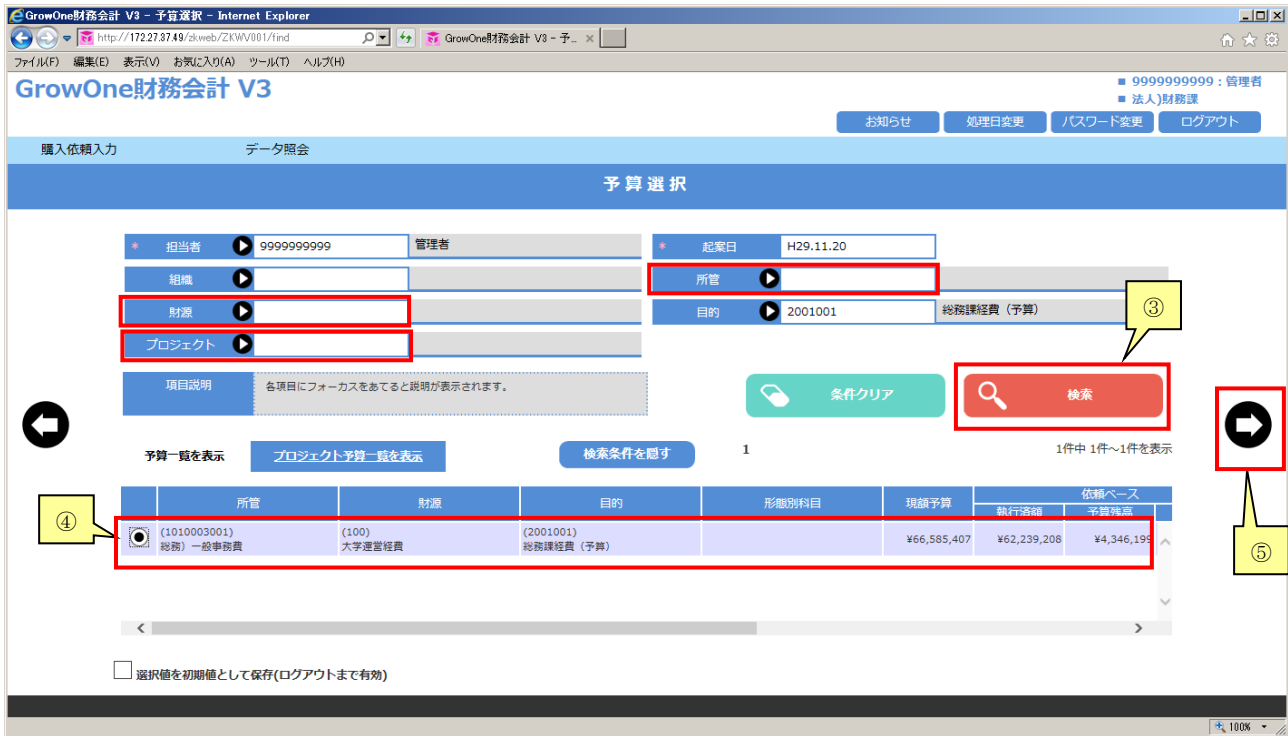 GrowOne財務会計 V3 - 予算選択 - Internet Explorer
http://172.27.37.49/zkweb/ZKWV001/find
GrowOne財務会計 V3 - 予...
ファイル(F) 編集(E) 表示(V) お気に入り(A) ツール(T) ヘルプ(H)
GrowOne財務会計 V3
■ 9999999999：管理者
■ 法人)財務課
お知らせ 処理日変更 パスワード変更 ログアウト
購入依頼入力 データ照会
予算選択
* 担当者 9999999999 管理者 * 起案日 H29.11.20
組織 所管
財源 目的 2001001 総務課経費（予算）
③
プロジェクト
項目説明 各項目にフォーカスをあてると説明が表示されます。 条件クリア 検索
予算一覧を表示 プロジェクト予算一覧を表示 検索条件を隠す 1 1件中 1件～1件を表示
所管 財源 目的 形態別科目 現額予算 依頼ベース
執行済額 予算残高
④
(1010003001) (100) (2001001)
総務）一般事務費 大学運営経費 総務課経費（予算） ¥66,585,407 ¥62,239,208 ¥4,346,199
⑤
選択値を初期値として保存(ログアウトまで有効)
100%